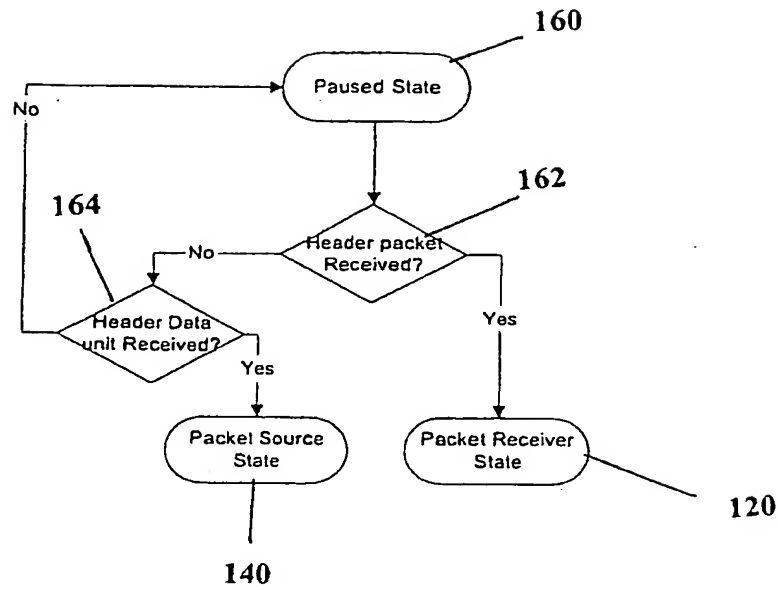 160
Paused State
No
162
164
Header packet
Received?
No
Header Data
unit Received?
Yes
Yes
Packet Source
State
Packet Receiver
State
120
140